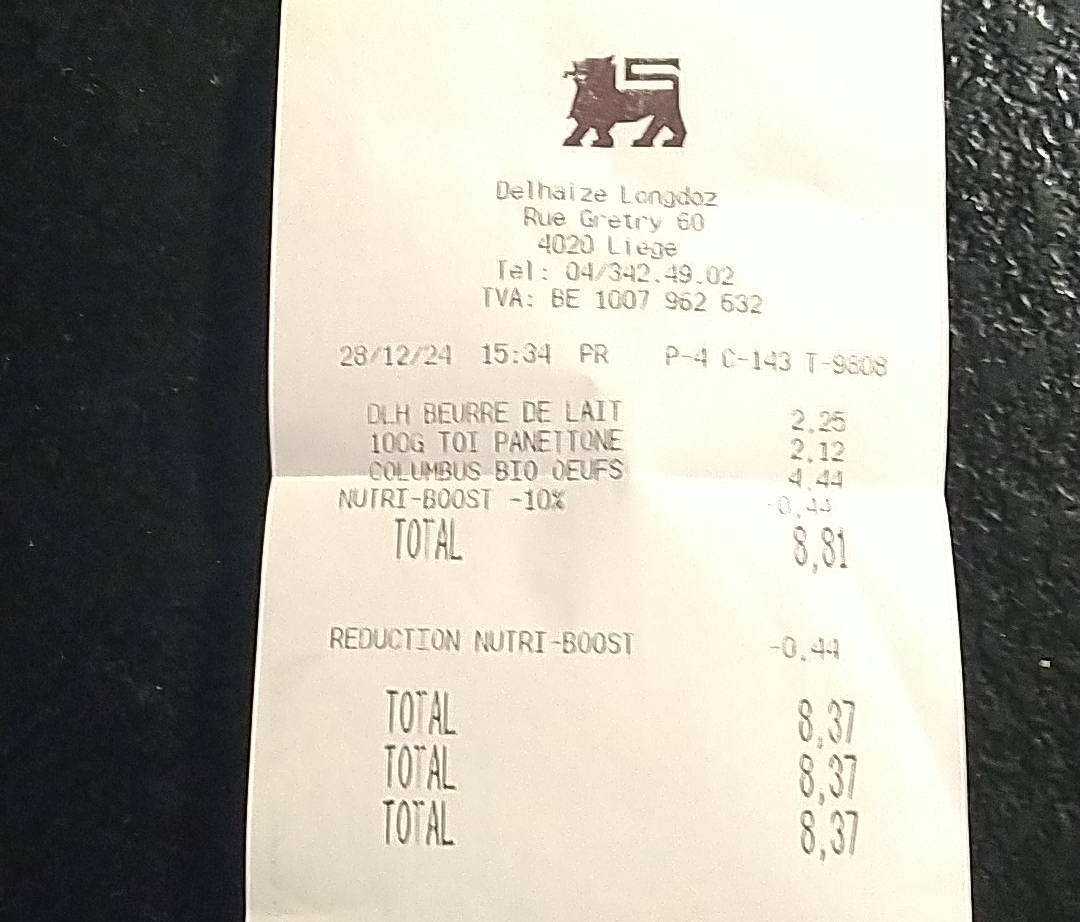 Delhaize Longdoz
Rue Gretry 60
4020 Liege
Tel: 04/342.49.02
TVA: BE 1007 962 632
28/12/24 15:34 PR P-4 C-143 T-9808
DLH BEURRE DE LAIT 2,25
100G TOI PANETTONE 2,12
COLUMBUS BIO OEUFS 4,44
NUTRI-BOOST -10% -0,44
TOTAL 8,81
REDUCTION NUTRI-BOOST -0,44
TOTAL 8,37
TOTAL 8,37
TOTAL 8,37